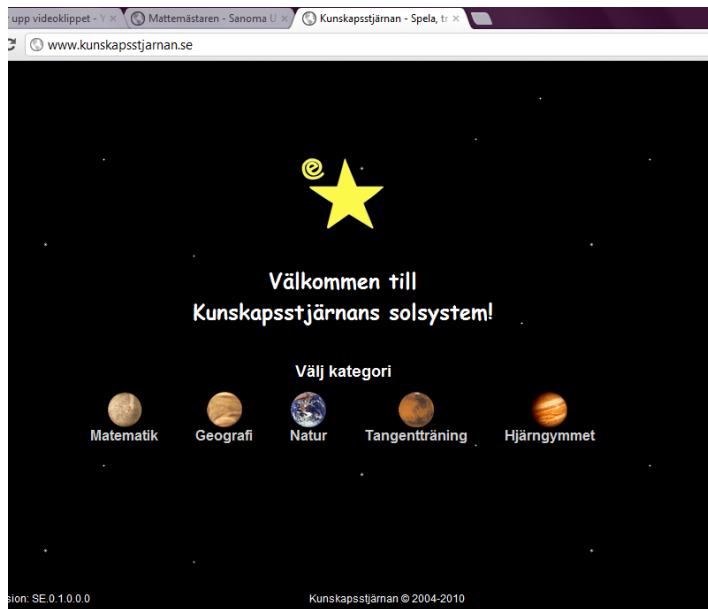 upp videoklippet - Y
Mattemästaren - Sanoma U
Kunskapsstjärnan - Spela, tr
www.kunskapsstjarnan.se
e
Välkommen till
Kunskapsstjärnans solsystem!
Välj kategori
Matematik Geografi Natur Tangentträning Hjärngymmet
sion: SE.0.1.0.0.0
Kunskapsstjärnan © 2004-2010